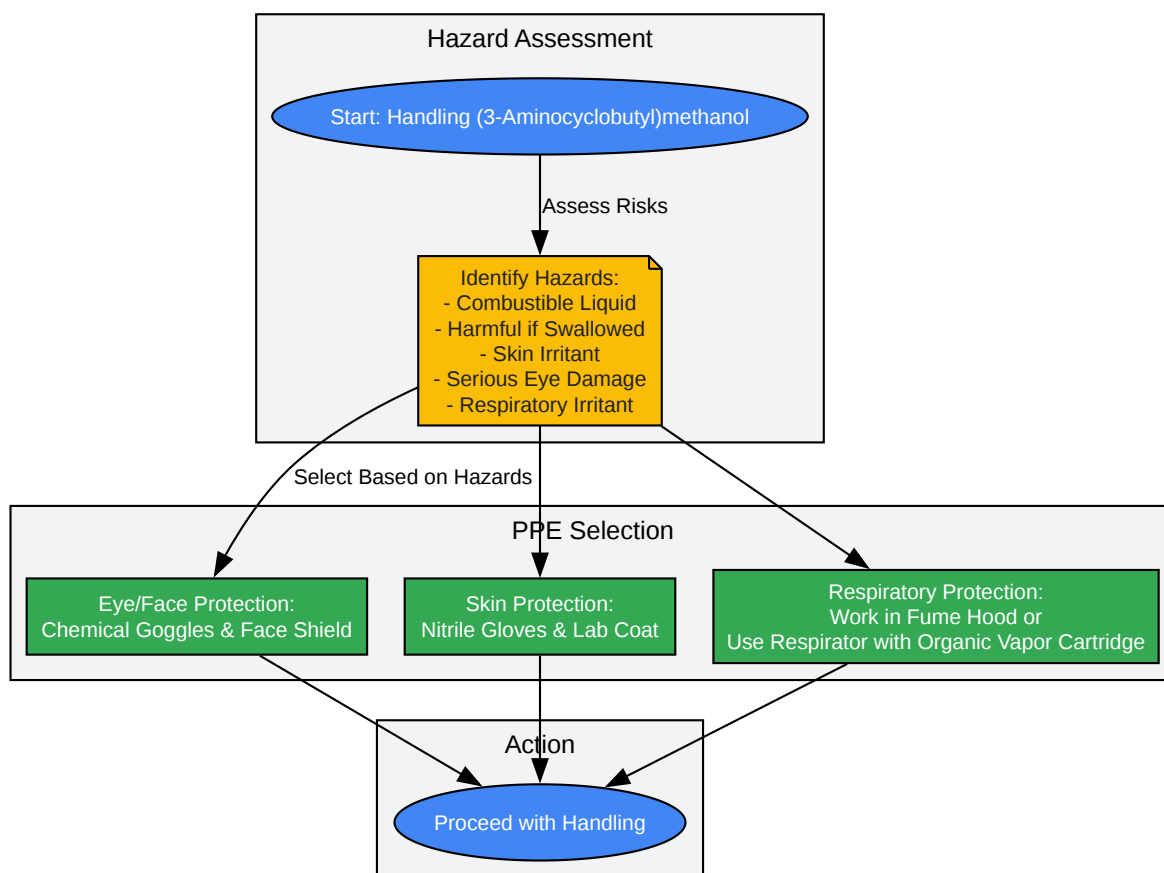 Hazard Assessment
Start: Handling (3-Aminocyclobutyl)methanol
Assess Risks
Identify Hazards:
- Combustible Liquid
- Harmful if Swallowed
- Skin Irritant
- Serious Eye Damage
- Respiratory Irritant
Select Based on Hazards
PPE Selection
Eye/Face Protection:
Chemical Goggles & Face Shield
Skin Protection:
Nitrile Gloves & Lab Coat
Respiratory Protection:
Work in Fume Hood or
Use Respirator with Organic Vapor Cartridge
Action
Proceed with Handling